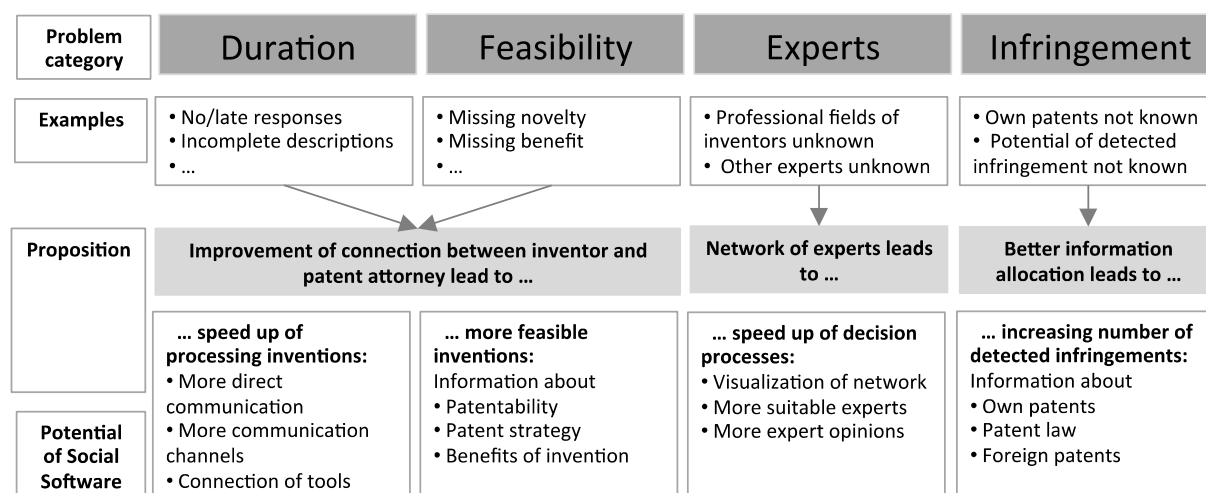 Problem
category
Duration
Feasibility
Experts
Infringement
Examples
• No/late responses
• Incomplete descriptions
• ...
• Missing novelty
• Missing benefit
• ...
• Professional fields of
inventors unknown
• Other experts unknown
• Own patents not known
• Potential of detected
infringement not known
Proposition
Improvement of connection between inventor and
patent attorney lead to ...
Network of experts leads
to ...
Better information
allocation leads to ...
... speed up of
processing inventions:
• More direct
communication
• More communication
channels
• Connection of tools
... more feasible
inventions:
Information about
• Patentability
• Patent strategy
• Benefits of invention
... speed up of decision
processes:
• Visualization of network
• More suitable experts
• More expert opinions
... increasing number of
detected infringements:
Information about
• Own patents
• Patent law
• Foreign patents
Potential
of Social
Software